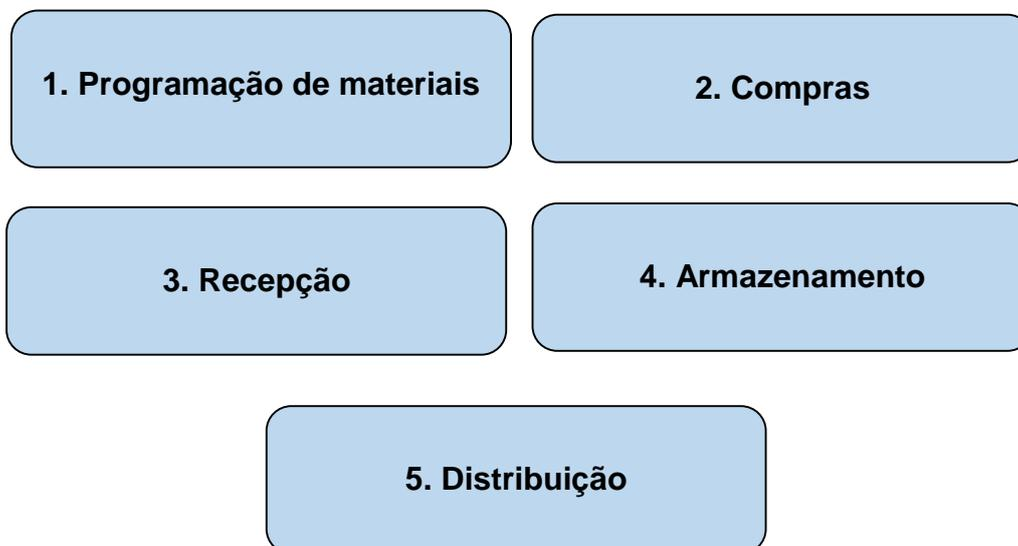 1. Programação de materiais
2. Compras
3. Recepção
4. Armazenamento
5. Distribuição